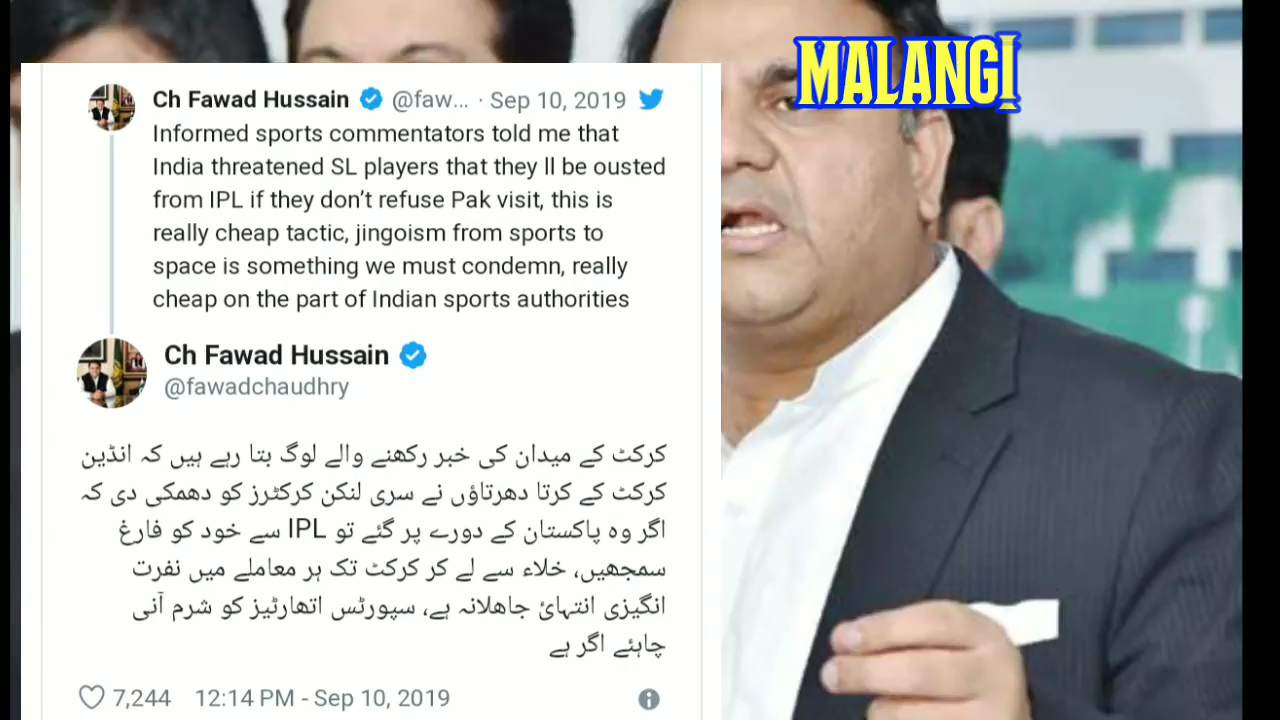 MALANGI
Ch Fawad Hussain @faw... · Sep 10, 2019
Informed sports commentators told me that
India threatened SL players that they ll be ousted
from IPL if they don’t refuse Pak visit, this is
really cheap tactic, jingoism from sports to
space is something we must condemn, really
cheap on the part of Indian sports authorities
Ch Fawad Hussain
@fawadchaudhry
کرکٹ کے میدان کی خبر رکھنے والے لوگ بتا رہے ہیں کہ انڈین
کرکٹ کے کرتا دھرتاؤں نے سری لنکن کرکٹرز کو دھمکی دی کہ
اگر وہ پاکستان کے دورے پر گئے تو IPL سے خود کو فارغ
سمجھیں، خلاء سے لے کر کرکٹ تک ہر معاملے میں نفرت
انگیزی انتہائ جاھلانہ ہے، سپورٹس اتھارٹیز کو شرم آنی
چاہئے اگر ہے
7,244 12:14 PM - Sep 10, 2019